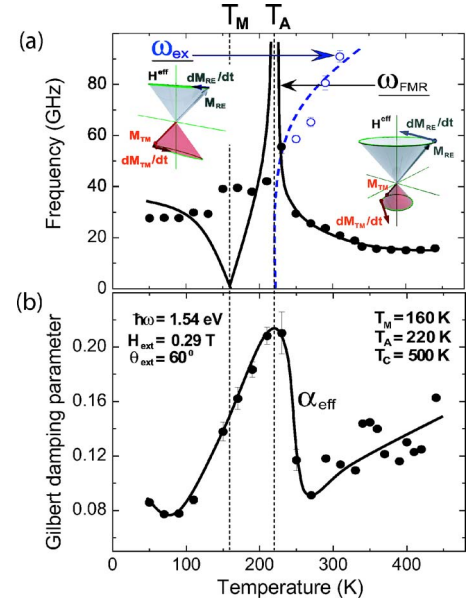 T_M T_A
(a)
ω_ex
ω_FMR
H^eff
dM_RE/dt
M_RE
M_TM
dM_TM/dt
H^eff
dM_RE/dt
M_RE
M_TM
dM_TM/dt
Frequency (GHz)
80
60
40
20
0
(b)
ħω = 1.54 eV
H_ext = 0.29 T
θ_ext = 60°
T_M = 160 K
T_A = 220 K
T_C = 500 K
α_eff
Gilbert damping parameter
0.20
0.16
0.12
0.08
0 100 200 300 400
Temperature (K)